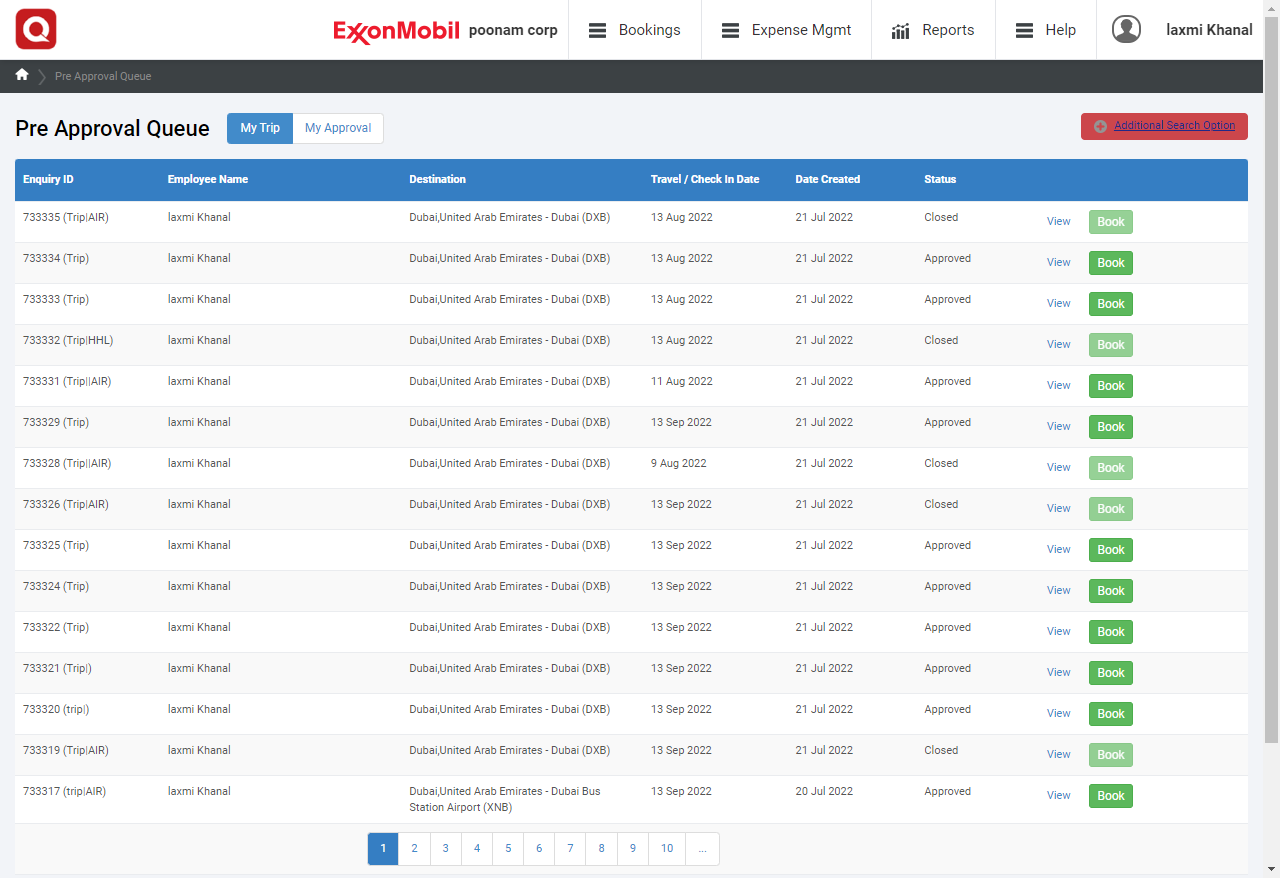 Q ExxonMobil poonam corp Bookings Expense Mgmt Reports Help laxmi Khanal
Pre Approval Queue
Pre Approval Queue My Trip My Approval Additional Search Option
Enquiry ID Employee Name Destination Travel / Check In Date Date Created Status
733335 (Trip|AIR) laxmi Khanal Dubai,United Arab Emirates - Dubai (DXB) 13 Aug 2022 21 Jul 2022 Closed View Book
733334 (Trip) laxmi Khanal Dubai,United Arab Emirates - Dubai (DXB) 13 Aug 2022 21 Jul 2022 Approved View Book
733333 (Trip) laxmi Khanal Dubai,United Arab Emirates - Dubai (DXB) 13 Aug 2022 21 Jul 2022 Approved View Book
733332 (Trip|HHL) laxmi Khanal Dubai,United Arab Emirates - Dubai (DXB) 13 Aug 2022 21 Jul 2022 Closed View Book
733331 (Trip||AIR) laxmi Khanal Dubai,United Arab Emirates - Dubai (DXB) 11 Aug 2022 21 Jul 2022 Approved View Book
733329 (Trip) laxmi Khanal Dubai,United Arab Emirates - Dubai (DXB) 13 Sep 2022 21 Jul 2022 Approved View Book
733328 (Trip||AIR) laxmi Khanal Dubai,United Arab Emirates - Dubai (DXB) 9 Aug 2022 21 Jul 2022 Closed View Book
733326 (Trip|AIR) laxmi Khanal Dubai,United Arab Emirates - Dubai (DXB) 13 Sep 2022 21 Jul 2022 Closed View Book
733325 (Trip) laxmi Khanal Dubai,United Arab Emirates - Dubai (DXB) 13 Sep 2022 21 Jul 2022 Approved View Book
733324 (Trip) laxmi Khanal Dubai,United Arab Emirates - Dubai (DXB) 13 Sep 2022 21 Jul 2022 Approved View Book
733322 (Trip) laxmi Khanal Dubai,United Arab Emirates - Dubai (DXB) 13 Sep 2022 21 Jul 2022 Approved View Book
733321 (Trip|) laxmi Khanal Dubai,United Arab Emirates - Dubai (DXB) 13 Sep 2022 21 Jul 2022 Approved View Book
733320 (trip|) laxmi Khanal Dubai,United Arab Emirates - Dubai (DXB) 13 Sep 2022 21 Jul 2022 Approved View Book
733319 (Trip|AIR) laxmi Khanal Dubai,United Arab Emirates - Dubai (DXB) 13 Sep 2022 21 Jul 2022 Closed View Book
733317 (trip|AIR) laxmi Khanal Dubai,United Arab Emirates - Dubai Bus 13 Sep 2022 20 Jul 2022 Approved View Book
Station Airport (XNB)
1 2 3 4 5 6 7 8 9 10 ...